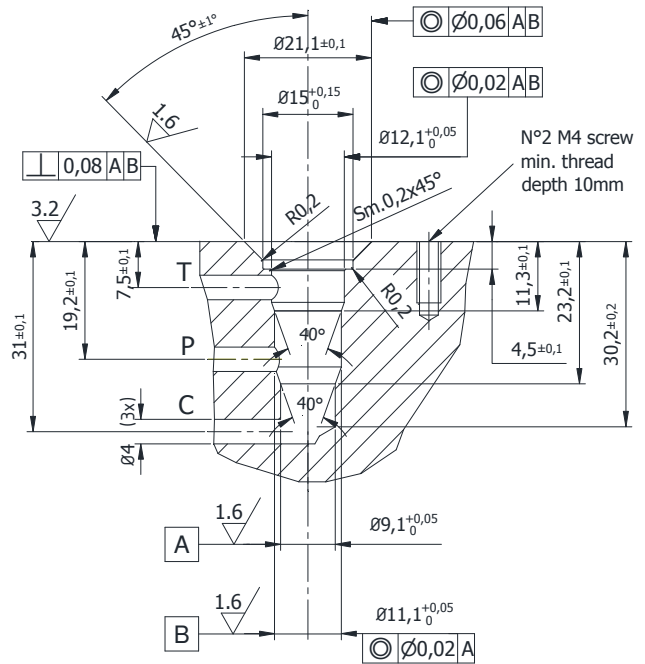 45°±1°
Ø21,1±0,1
◎ Ø0,06 A B
Ø15 +0,15 0
◎ Ø0,02 A B
1.6
Ø12,1 +0,05 0
N°2 M4 screw
min. thread
depth 10mm
⊥ 0,08 A B
Sm.0,2x45°
R0,2
3.2
T
P
C
7,5±0,1
19,2±0,1
31±0,1
R0,2
11,3±0,1
23,2±0,1
30,2±0,2
4,5±0,1
40°
40°
Ø4 (3x)
1.6
A
Ø9,1 +0,05 0
1.6
B
Ø11,1 +0,05 0
◎ Ø0,02 A